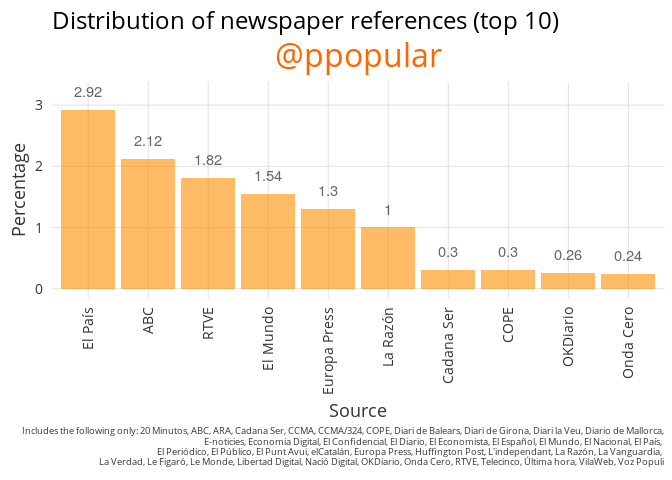 Distribution of newspaper references (top 10)
@ppopular
2.92
2.12
1.82
1.54
1.3
1
0.3
0.3
0.26
0.24
3
2
1
0
Percentage
El País
ABC
RTVE
El Mundo
Europa Press
La Razón
Cadana Ser
COPE
OKDiario
Onda Cero
Source
Includes the following only: 20 Minutos, ABC, ARA, Cadana Ser, CCMA, CCMA/324, COPE, Diari de Balears, Diari de Girona, Diari la Veu, Diario de Mallorca,
E-noticies, Economia Digital, El Confidencial, El Diario, El Economista, El Español, El Mundo, El Nacional, El País,
El Periódico, El Público, El Punt Avui, elCatalán, Europa Press, Huffington Post, L'independant, La Razón, La Vanguardia,
La Verdad, Le Figaró, Le Monde, Libertad Digital, Nació Digital, OKDiario, Onda Cero, RTVE, Telecinco, Última hora, VilaWeb, Voz Populi